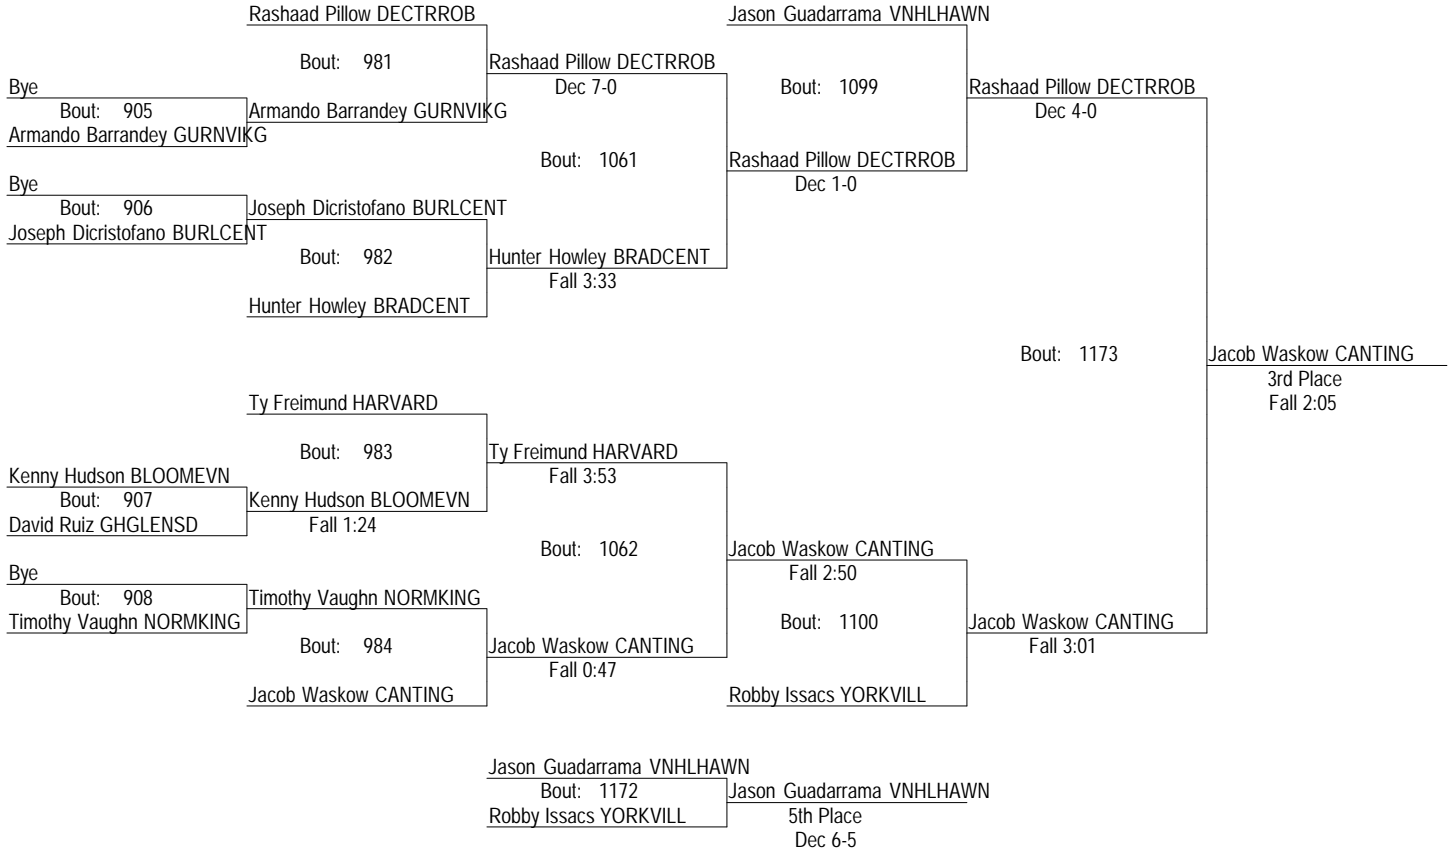 Rashaad Pillow DECTRROB
Jason Guadarrama VNHLHAWN
Bout: 981
Rashaad Pillow DECTRROB
Dec 7-0
Bye
Bout: 905
Armando Barrandey GURNVIKG
Armando Barrandey GURNVIKG
Bout: 1099
Rashaad Pillow DECTRROB
Dec 4-0
Bout: 1061
Rashaad Pillow DECTRROB
Dec 1-0
Bye
Bout: 906
Joseph Dicristofano BURLCENT
Joseph Dicristofano BURLCENT
Bout: 982
Hunter Howley BRADCENT
Fall 3:33
Hunter Howley BRADCENT
Bout: 1173
Jacob Waskow CANTING
3rd Place
Fall 2:05
Ty Freimund HARVARD
Bout: 983
Ty Freimund HARVARD
Fall 3:53
Kenny Hudson BLOOMEVN
Bout: 907
David Ruiz GHGLENSD
Kenny Hudson BLOOMEVN
Fall 1:24
Bout: 1062
Jacob Waskow CANTING
Fall 2:50
Bye
Bout: 908
Timothy Vaughn NORMKING
Timothy Vaughn NORMKING
Bout: 984
Jacob Waskow CANTING
Fall 0:47
Bout: 1100
Jacob Waskow CANTING
Fall 3:01
Jacob Waskow CANTING
Robby Issacs YORKVILL
Jason Guadarrama VNHLHAWN
Bout: 1172
Robby Issacs YORKVILL
Jason Guadarrama VNHLHAWN
5th Place
Dec 6-5